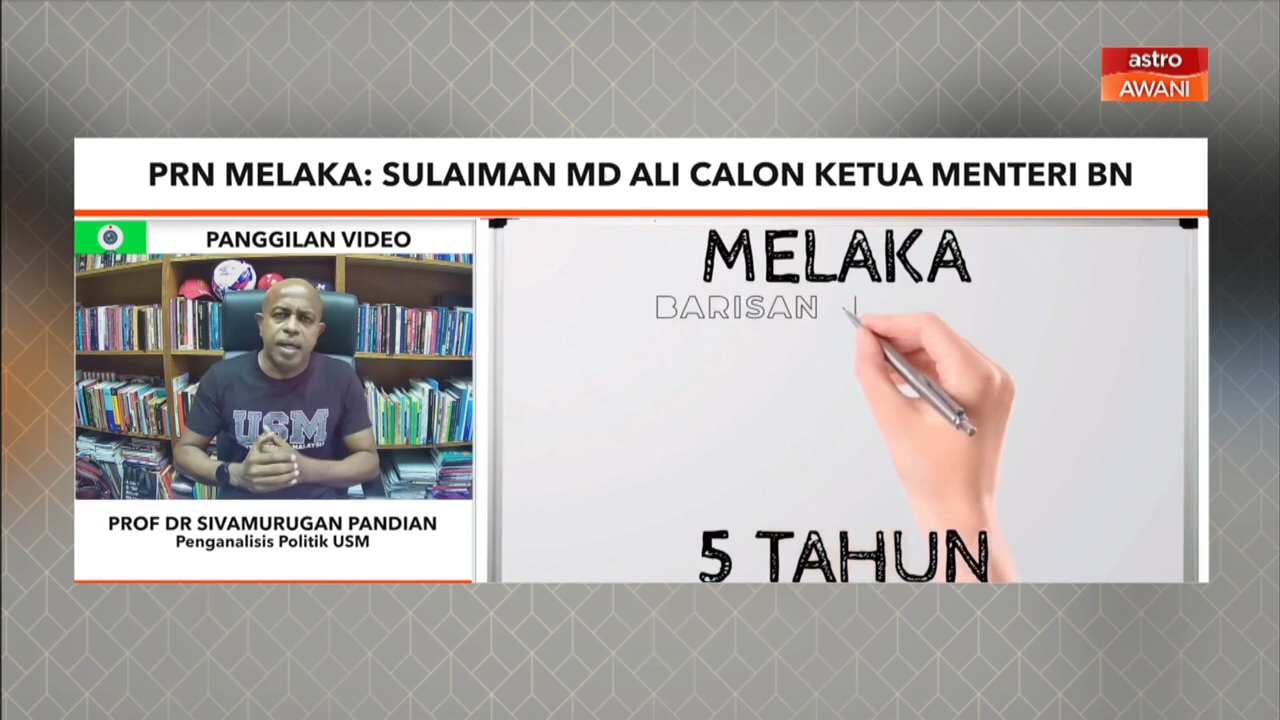 astro
AWANI
PRN MELAKA: SULAIMAN MD ALI CALON KETUA MENTERI BN
PANGGILAN VIDEO
USM
PROF DR SIVAMURUGAN PANDIAN
Penganalisis Politik USM
MELAKA
BARISAN
5 TAHUN